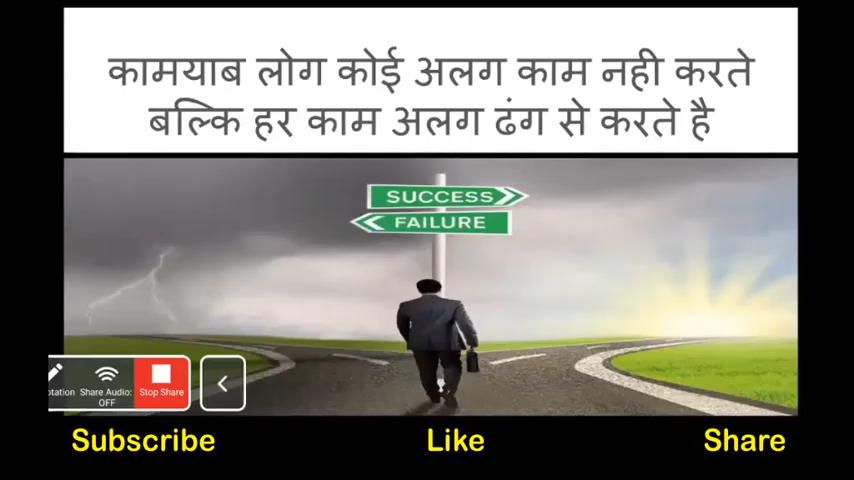 कामयाब लोग कोई अलग काम नही करते
बल्कि हर काम अलग ढंग से करते है
SUCCESS
FAILURE
Share Audio:
OFF
Stop Share
Subscribe
Like
Share